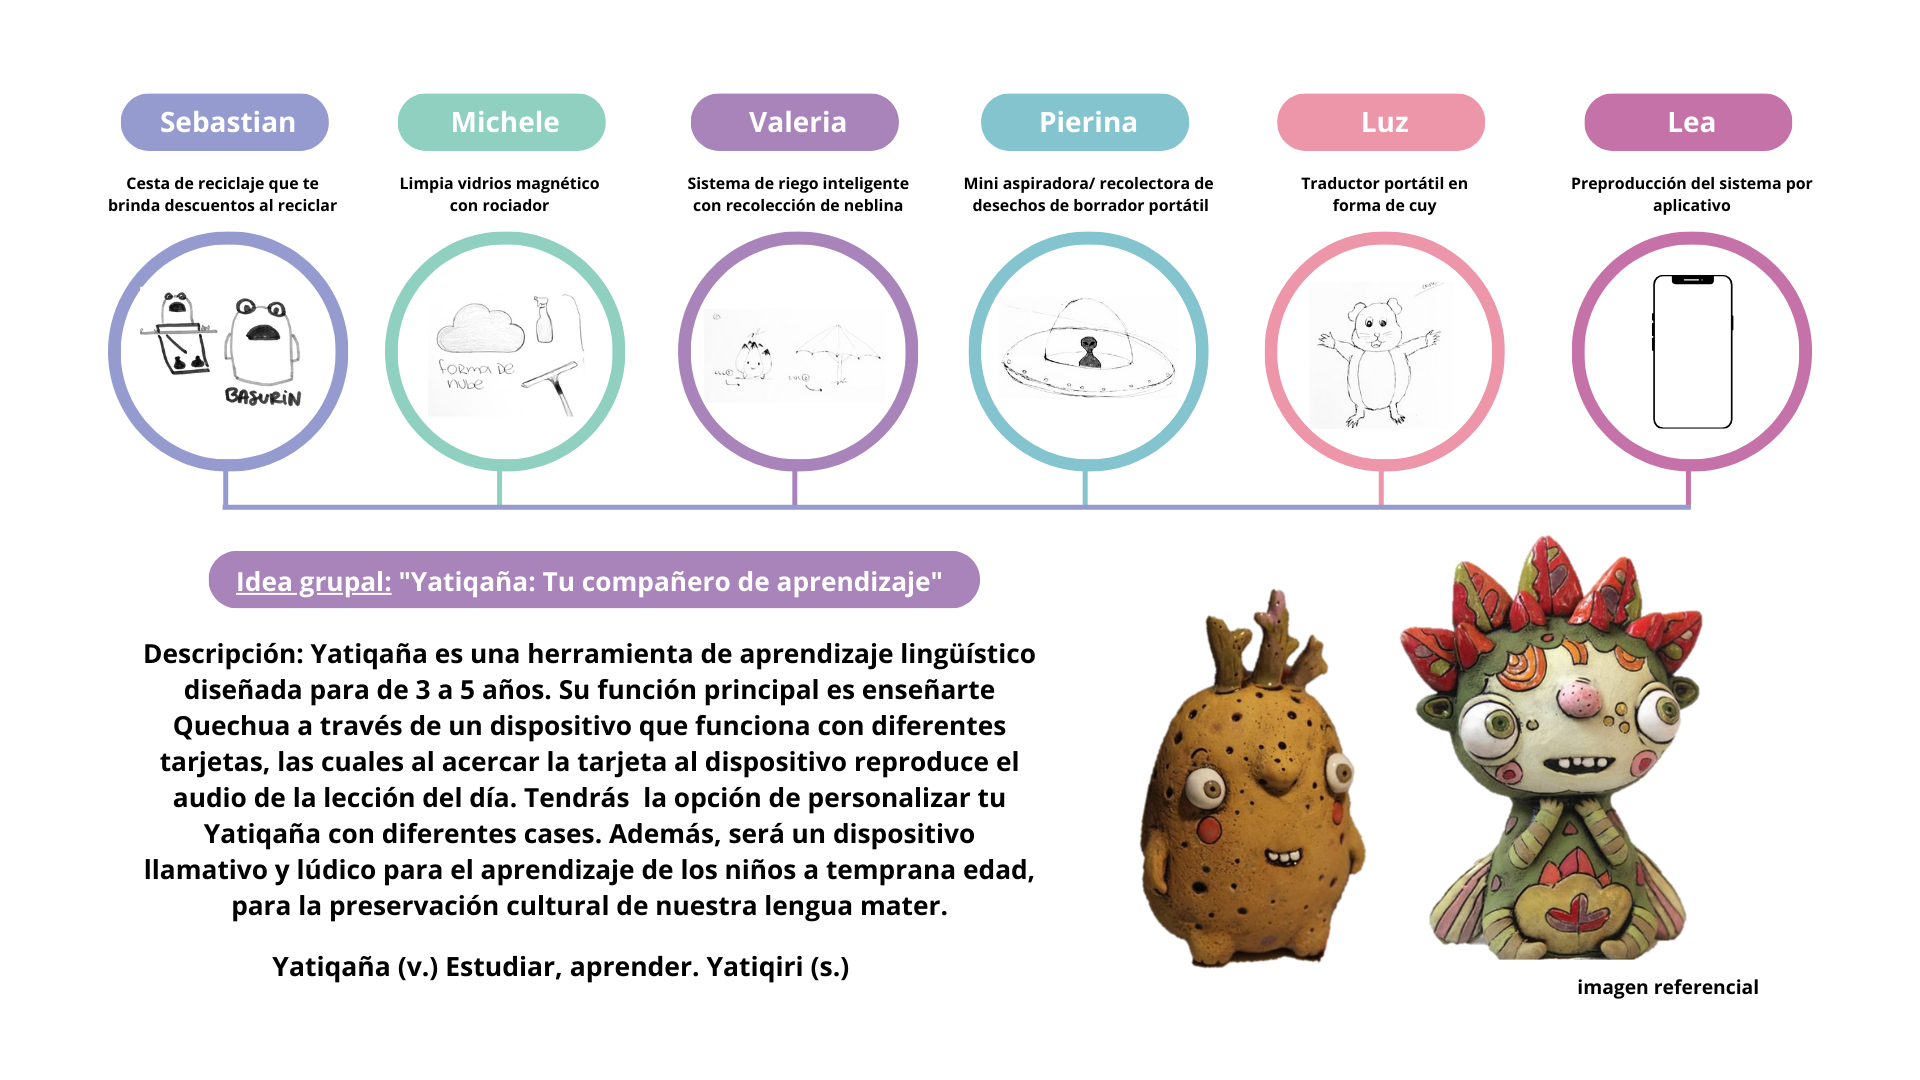 Sebastian
Michele
Valeria
Pierina
Luz
Lea
Cesta de reciclaje que te
brinda descuentos al reciclar
Limpia vidrios magnético
con rociador
Sistema de riego inteligente
con recolección de neblina
Mini aspiradora/ recolectora de
desechos de borrador portátil
Traductor portátil en
forma de cuy
Preproducción del sistema por
aplicativo
BASURIN
FORMA DE
NUBE
Idea grupal: "Yatiqaña: Tu compañero de aprendizaje"
Descripción: Yatiqaña es una herramienta de aprendizaje lingüístico
diseñada para de 3 a 5 años. Su función principal es enseñarte
Quechua a través de un dispositivo que funciona con diferentes
tarjetas, las cuales al acercar la tarjeta al dispositivo reproduce el
audio de la lección del día. Tendrás  la opción de personalizar tu
Yatiqaña con diferentes cases. Además, será un dispositivo
llamativo y lúdico para el aprendizaje de los niños a temprana edad,
para la preservación cultural de nuestra lengua mater.
Yatiqaña (v.) Estudiar, aprender. Yatiqiri (s.)
imagen referencial